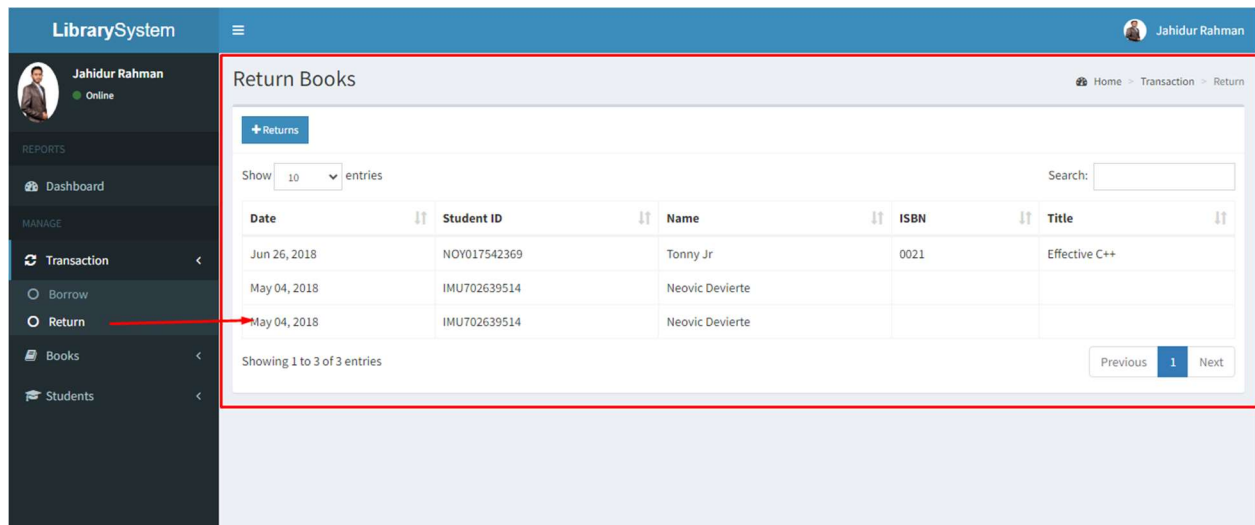 LibrarySystem
Jahidur Rahman
Jahidur Rahman
Online
REPORTS
Dashboard
MANAGE
Transaction
Borrow
Return
Books
Students
Return Books
Home > Transaction > Return
+Returns
Show 10 entries
Search:
Date Student ID Name ISBN Title
Jun 26, 2018 NOY017542369 Tonny Jr 0021 Effective C++
May 04, 2018 IMU702639514 Neovic Devierte
May 04, 2018 IMU702639514 Neovic Devierte
Showing 1 to 3 of 3 entries
Previous 1 Next